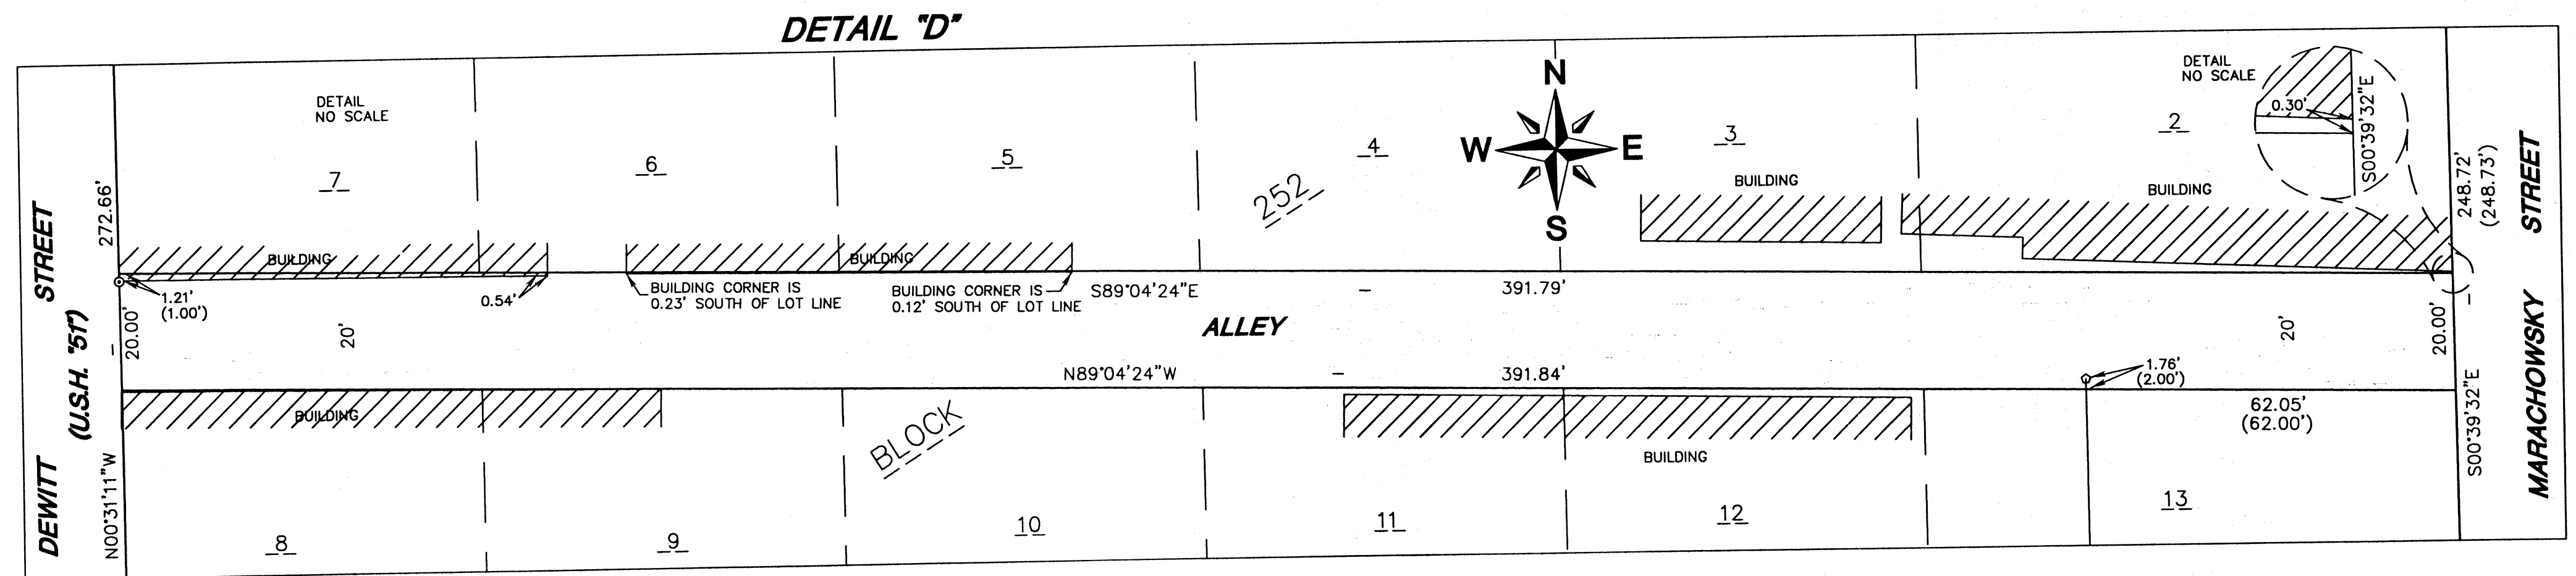 DETAIL "D"
DETAIL
NO SCALE
7
6
5
4
3
2
252
N
W E
S
DETAIL
NO SCALE
0.30'
S00°39'32"E
BUILDING
BUILDING
BUILDING
BUILDING
272.66'
248.72'
(248.73')
DEWITT STREET
(U.S.H. "51")
MARACHOWSKY STREET
1.21'
(1.00')
0.54'
BUILDING CORNER IS
0.23' SOUTH OF LOT LINE
BUILDING CORNER IS
0.12' SOUTH OF LOT LINE
S89°04'24"E - 391.79'
20.00'
20'
ALLEY
20'
20.00'
N89°04'24"W - 391.84'
1.76'
(2.00')
62.05'
(62.00')
N00°31'11"W -
S00°39'32"E -
BUILDING
BUILDING
BLOCK
8
9
10
11
12
13